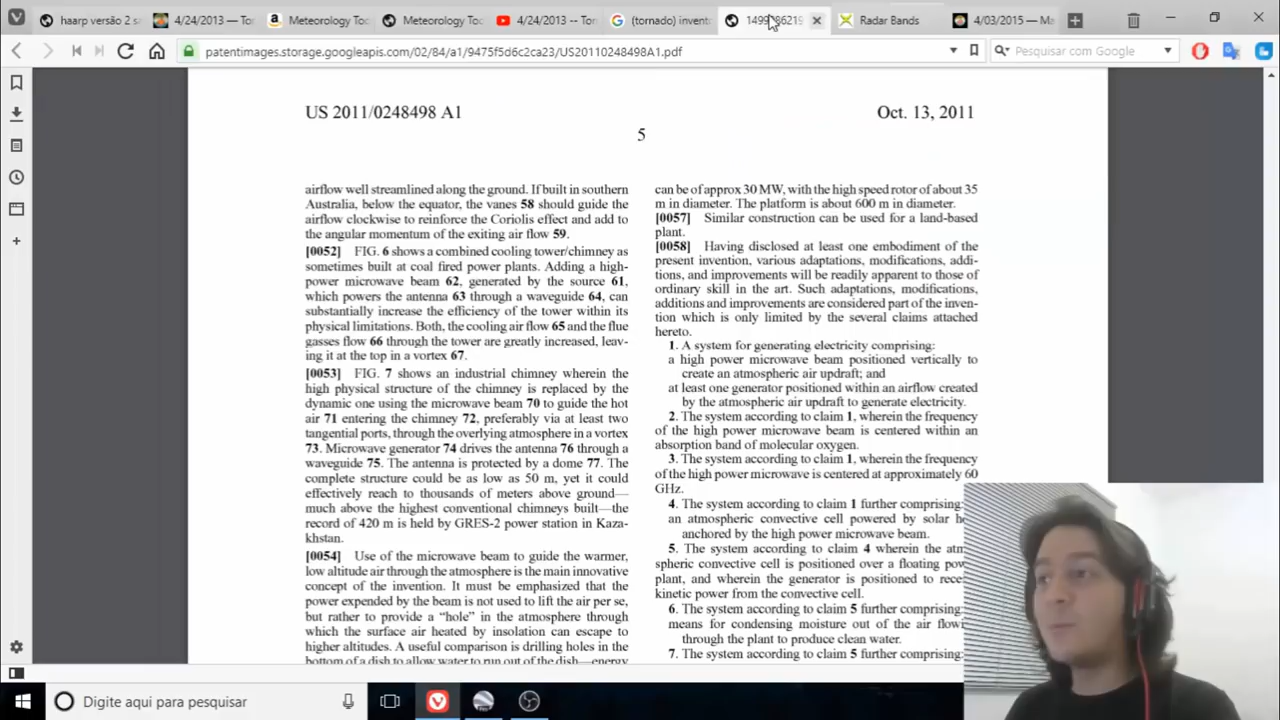 haarp versão 2 s
4/24/2013 — To
Meteorology Too
Meteorology Too
4/24/2013 -- Tor
(tornado) invent
Radar Bands
4/03/2015 — Ma
patentimages.storage.googleapis.com/02/84/a1/9475f5d6c2ca23/US20110248498A1.pdf
Pesquisar com Google
US 2011/0248498 A1
Oct. 13, 2011
5
airflow well streamlined along the ground. If built in southern
Australia, below the equator, the vanes 58 should guide the
airflow clockwise to reinforce the Coriolis effect and add to
the angular momentum of the exiting air flow 59.
[0052] FIG. 6 shows a combined cooling tower/chimney as
sometimes built at coal fired power plants. Adding a high-
power microwave beam 62, generated by the source 61,
which powers the antenna 63 through a waveguide 64, can
substantially increase the efficiency of the tower within its
physical limitations. Both, the cooling air flow 65 and the flue
gasses flow 66 through the tower are greatly increased, leav-
ing it at the top in a vortex 67.
[0053] FIG. 7 shows an industrial chimney wherein the
high physical structure of the chimney is replaced by the
dynamic one using the microwave beam 70 to guide the hot
air 71 entering the chimney 72, preferably via at least two
tangential ports, through the overlying atmosphere in a vortex
73. Microwave generator 74 drives the antenna 76 through a
waveguide 75. The antenna is protected by a dome 77. The
complete structure could be as low as 50 m, yet it could
effectively reach to thousands of meters above ground—
much above the highest conventional chimneys built—the
record of 420 m is held by GRES-2 power station in Kaza-
khstan.
[0054] Use of the microwave beam to guide the warmer,
low altitude air through the atmosphere is the main innovative
concept of the invention. It must be emphasized that the
power expended by the beam is not used to lift the air per se,
but rather to provide a “hole” in the atmosphere through
which the surface air heated by insolation can escape to
higher altitudes. A useful comparison is drilling holes in the
bottom of a dish to allow water to run out of the dish—energy
can be of approx 30 MW, with the high speed rotor of about 35
m in diameter. The platform is about 600 m in diameter.
[0057] Similar construction can be used for a land-based
plant.
[0058] Having disclosed at least one embodiment of the
present invention, various adaptations, modifications, addi-
tions, and improvements will be readily apparent to those of
ordinary skill in the art. Such adaptations, modifications,
additions and improvements are considered part of the inven-
tion which is only limited by the several claims attached
hereto.
1. A system for generating electricity comprising:
a high power microwave beam positioned vertically to
create an atmospheric air updraft; and
at least one generator positioned within an airflow created
by the atmospheric air updraft to generate electricity.
2. The system according to claim 1, wherein the frequency
of the high power microwave beam is centered within an
absorption band of molecular oxygen.
3. The system according to claim 1, wherein the frequency
of the high power microwave is centered at approximately 60
GHz.
4. The system according to claim 1 further comprising:
an atmospheric convective cell powered by solar he
anchored by the high power microwave beam.
5. The system according to claim 4 wherein the atm
spheric convective cell is positioned over a floating pow
plant, and wherein the generator is positioned to rece
kinetic power from the convective cell.
6. The system according to claim 5 further comprising:
means for condensing moisture out of the air flowi
through the plant to produce clean water.
7. The system according to claim 5 further comprising:
Digite aqui para pesquisar